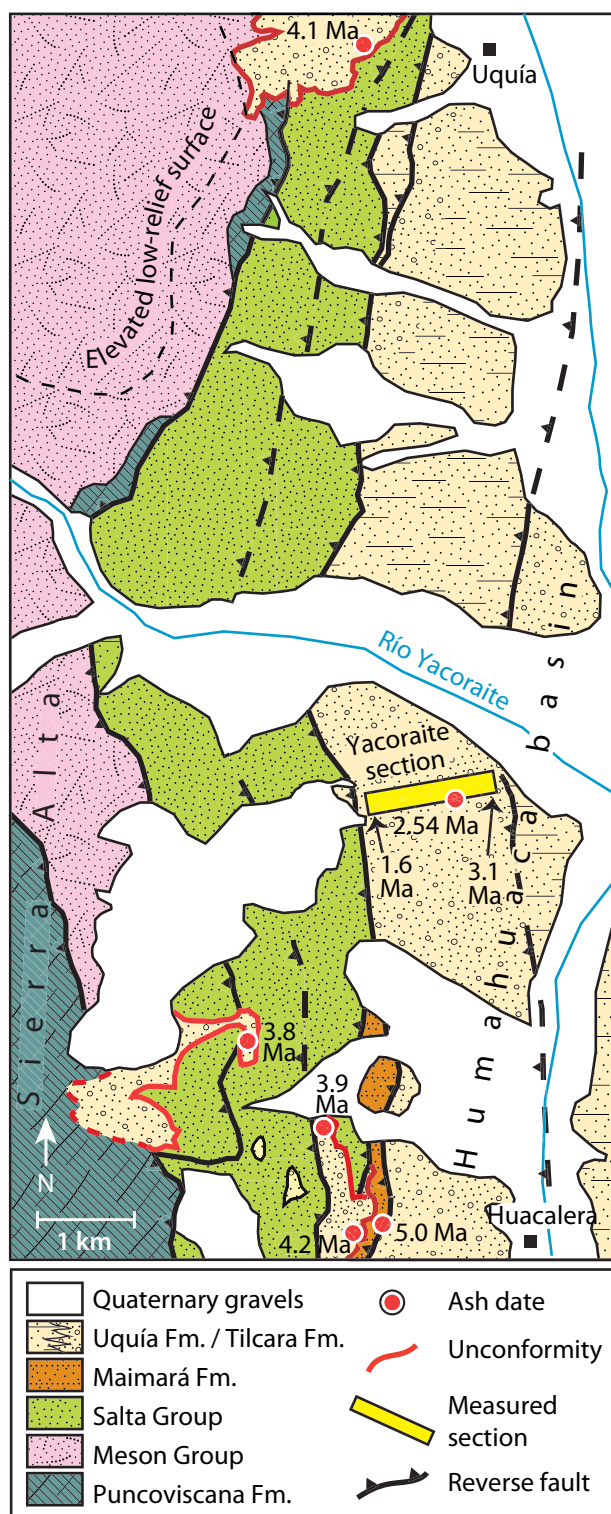 4.1 Ma
Uquía
Elevated low-relief surface
Río Yacoraite
Sierra Alta
Humahuaca basin
Yacoraite
section
2.54 Ma
1.6
Ma
3.1
Ma
3.8
Ma
3.9
Ma
N
1 km
4.2 Ma
5.0 Ma
Huacalera
Quaternary gravels
Uquía Fm. / Tilcara Fm.
Maimará Fm.
Salta Group
Meson Group
Puncoviscana Fm.
Ash date
Unconformity
Measured
section
Reverse fault